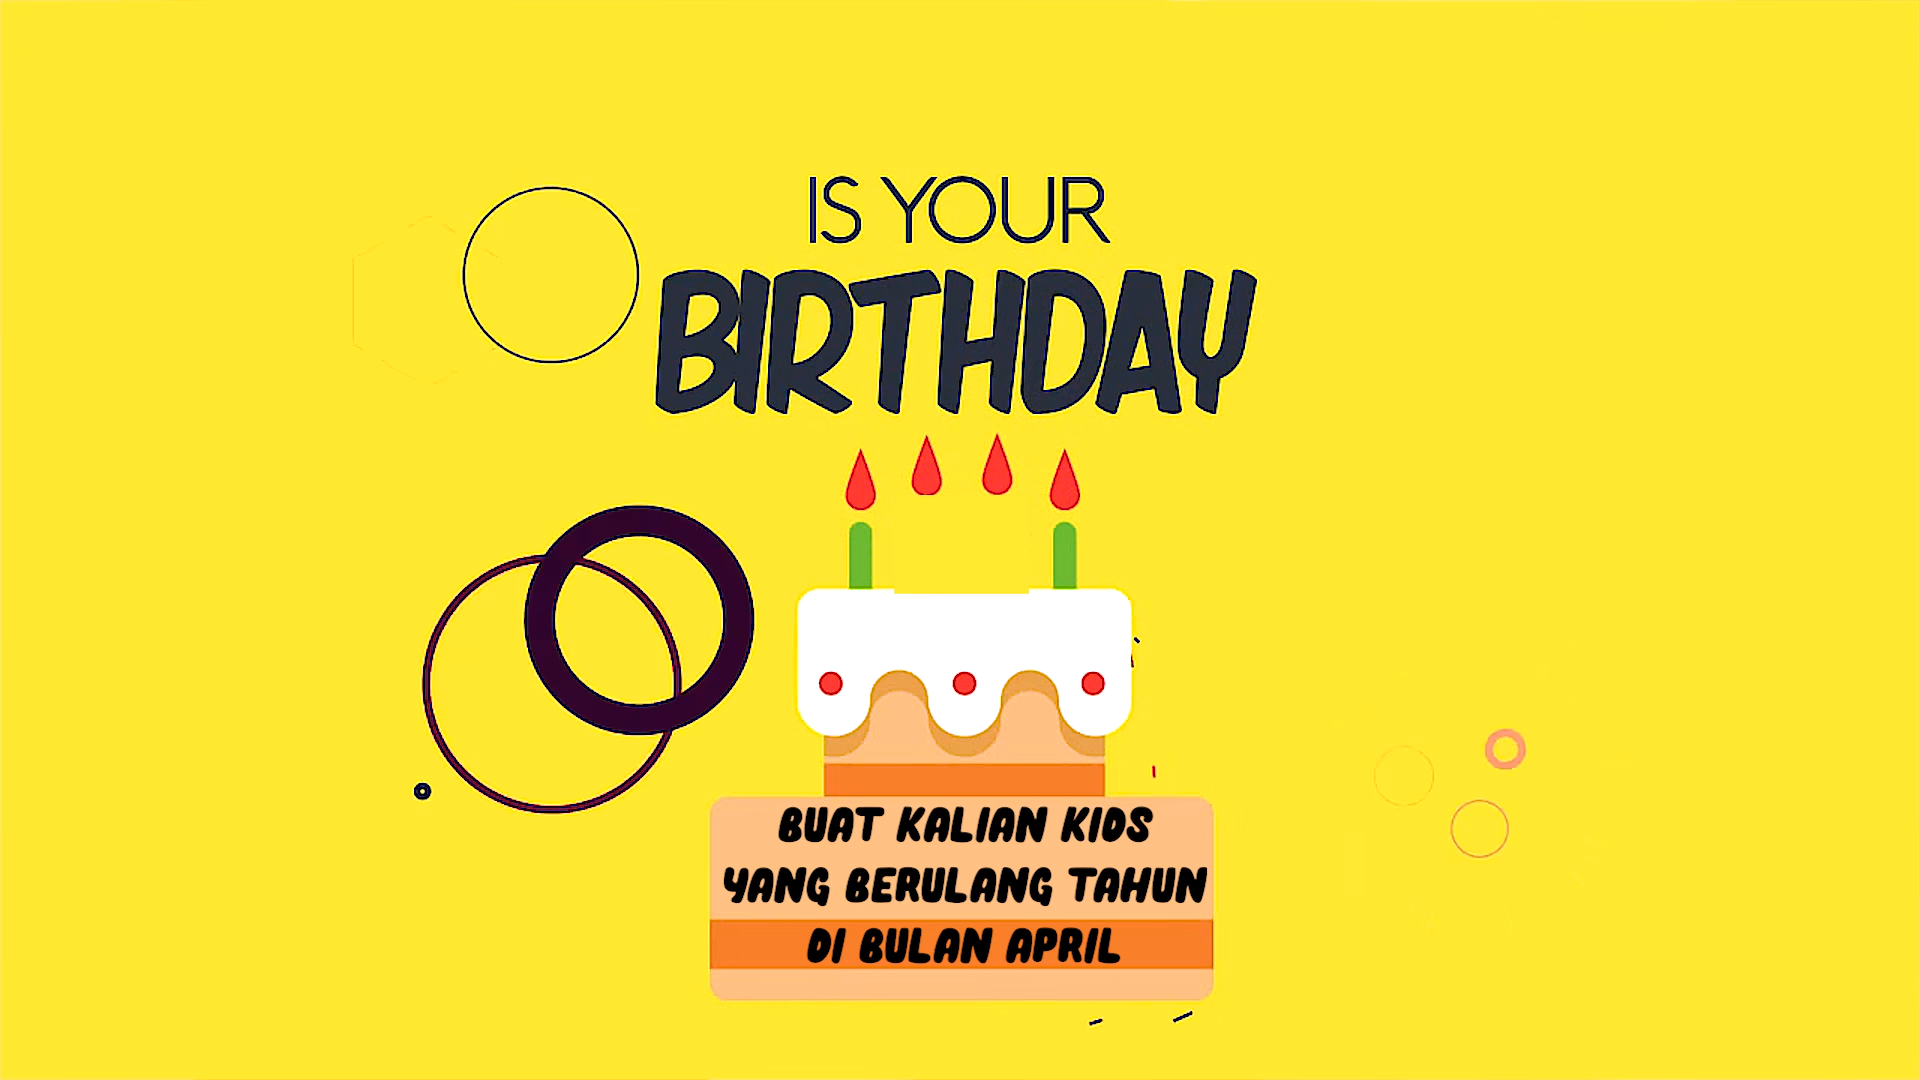 IS YOUR
BIRTHDAY
BUAT KALIAN KIDS
YANG BERULANG TAHUN
DI BULAN APRIL